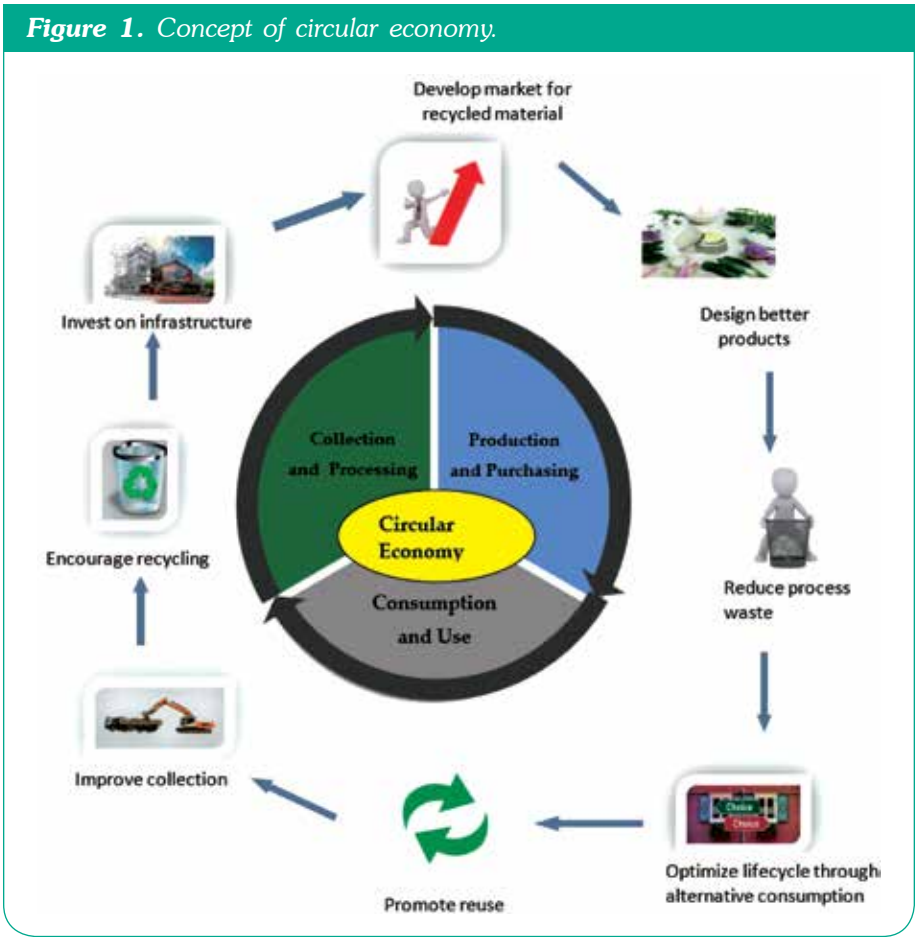 Figure 1. Concept of circular economy.
Develop market for
recycled material
Design better
products
Reduce process
waste
Optimize lifecycle through
alternative consumption
Promote reuse
Improve collection
Encourage recycling
Invest on infrastructure
Collection
and Processing
Production
and Purchasing
Consumption
and Use
Circular
Economy
Choice
Choice